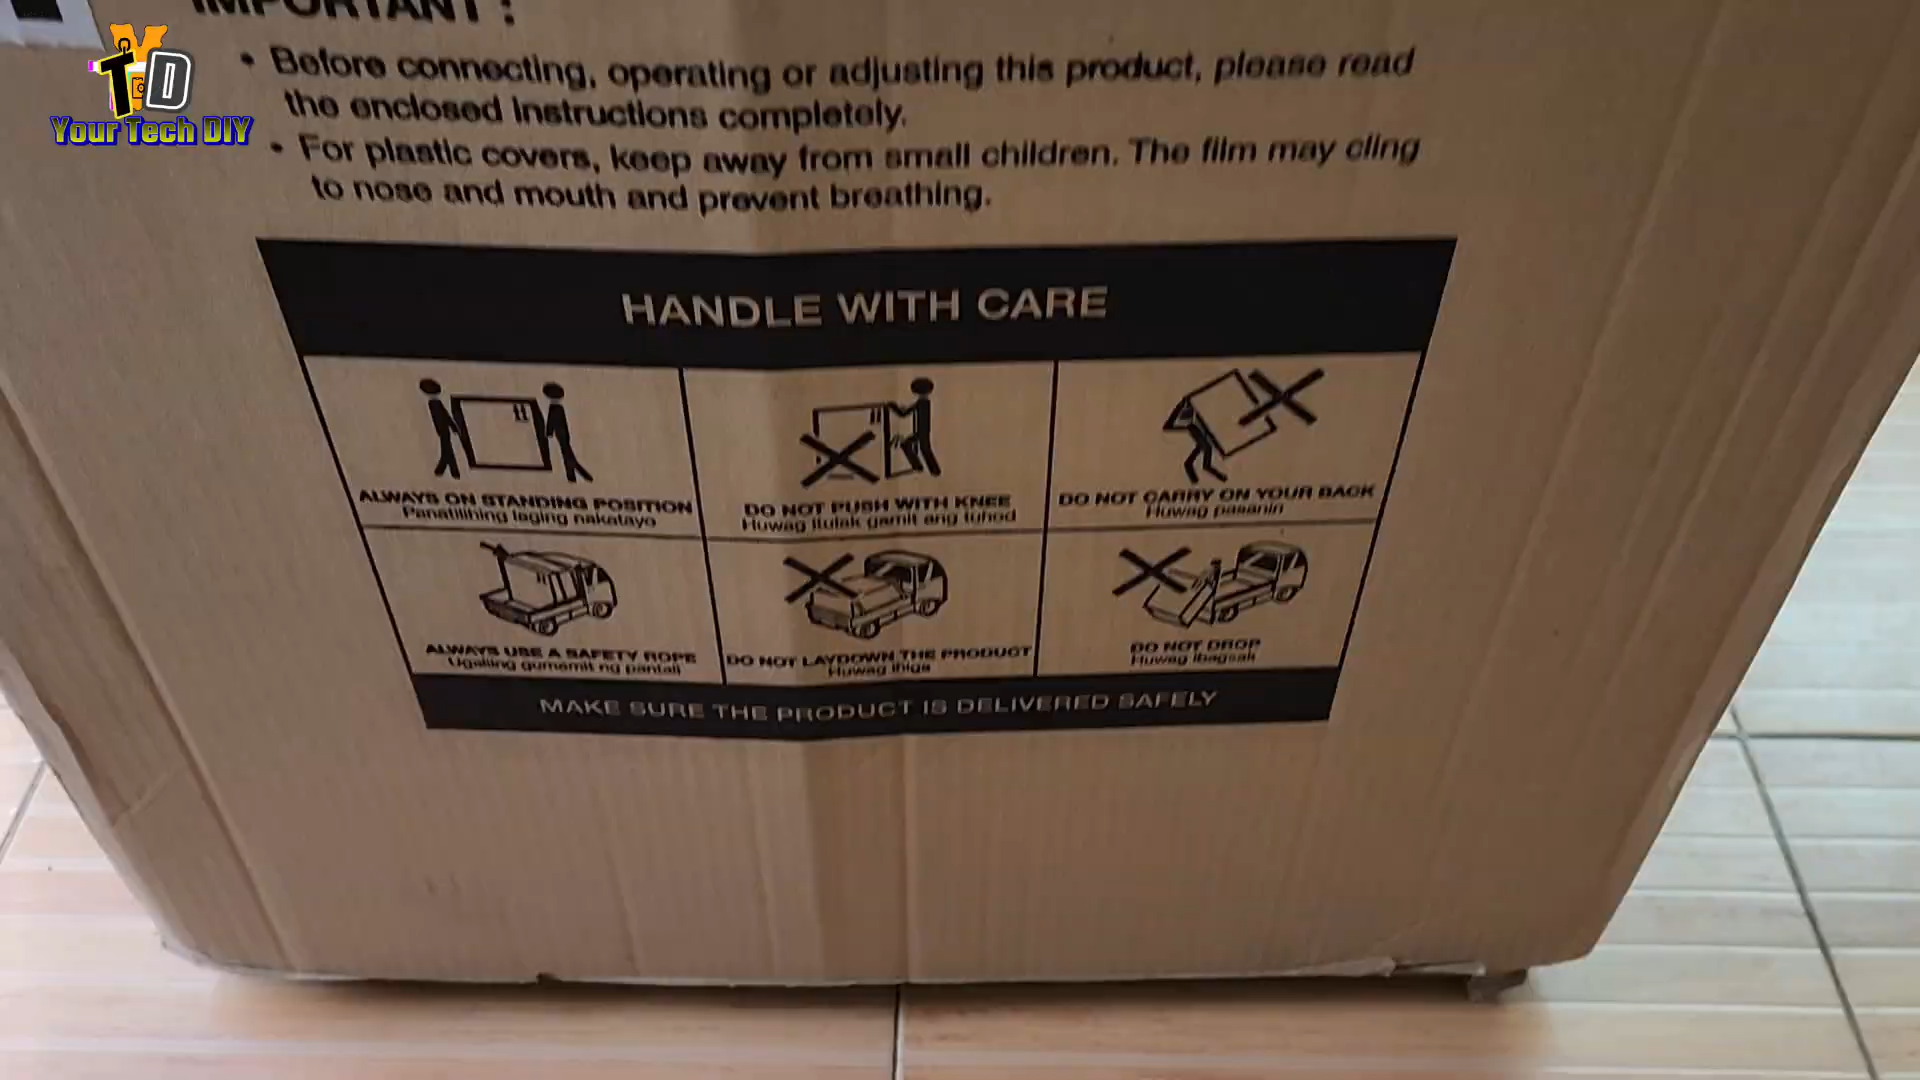 IMPORTANT :
• Before connecting, operating or adjusting this product, please read
the enclosed instructions completely.
• For plastic covers, keep away from small children. The film may cling
to nose and mouth and prevent breathing.
HANDLE WITH CARE
ALWAYS ON STANDING POSITION
Panatilihing laging nakatayo
DO NOT PUSH WITH KNEE
Huwag itulak gamit ang tuhod
DO NOT CARRY ON YOUR BACK
Huwag pasanin
ALWAYS USE A SAFETY ROPE
Ugaliing gumamit ng pantali
DO NOT LAYDOWN THE PRODUCT
Huwag ihiga
DO NOT DROP
Huwag ibagsak
MAKE SURE THE PRODUCT IS DELIVERED SAFELY
TD
Your Tech DIY